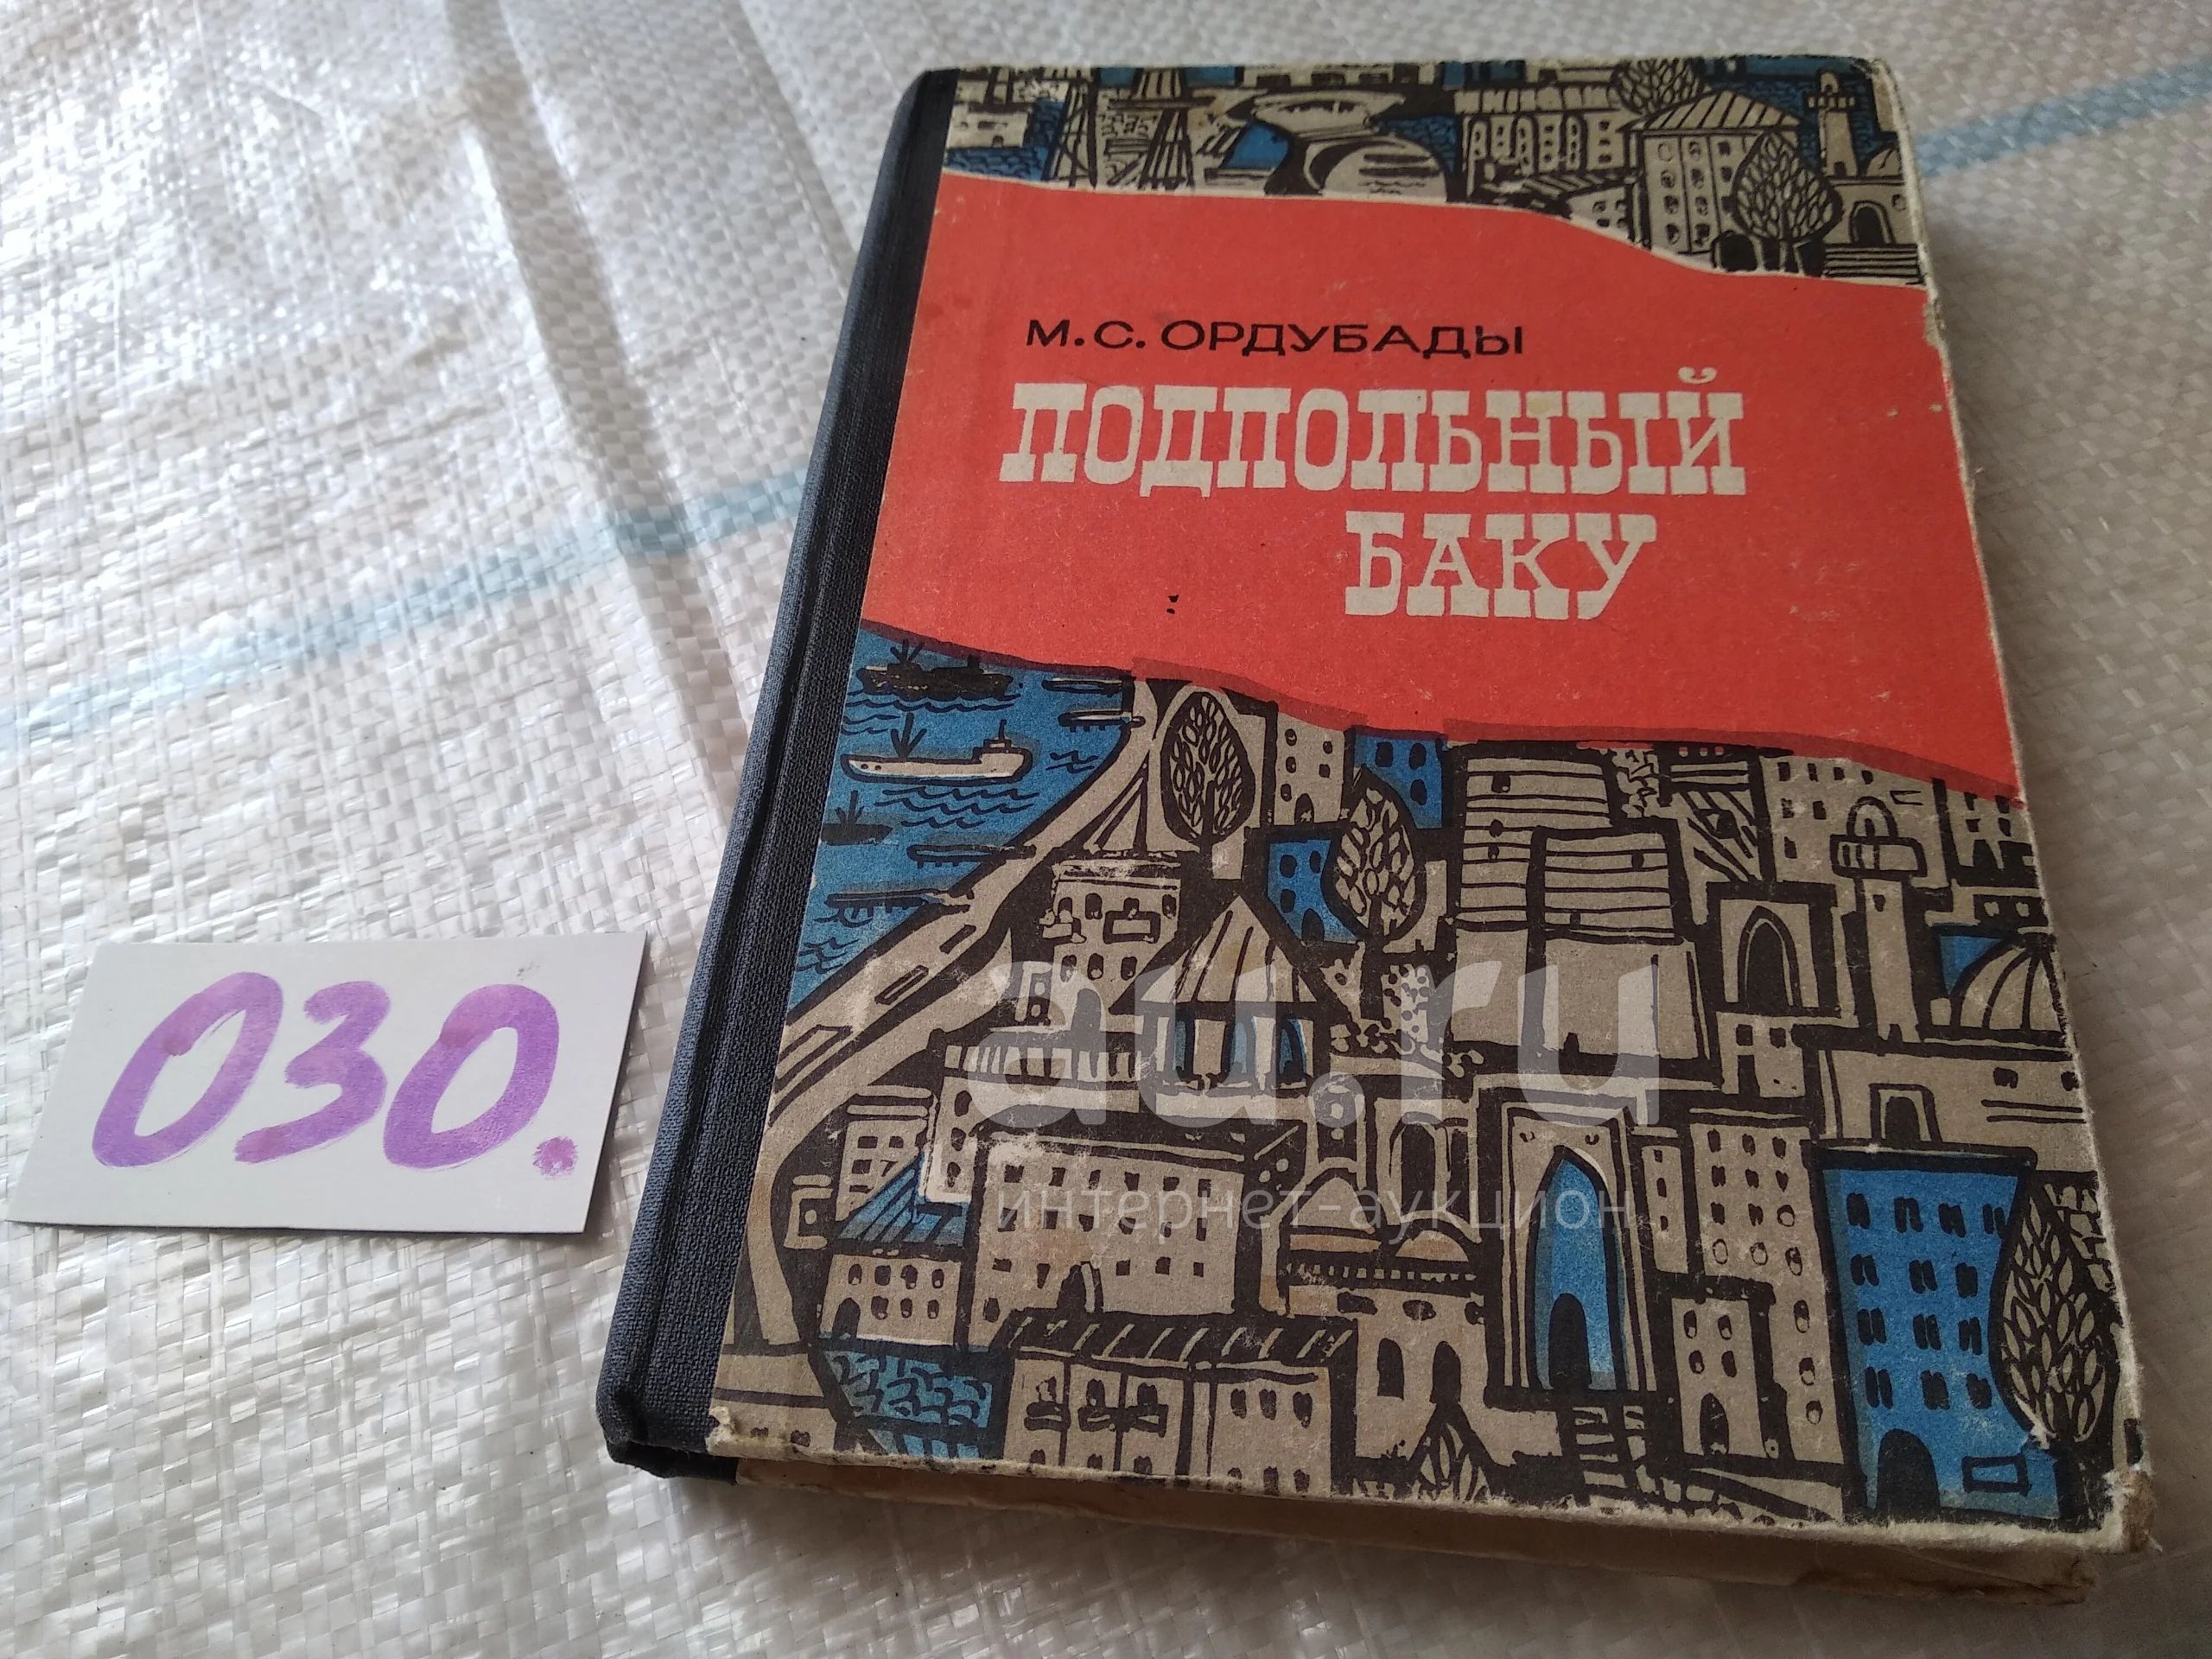 М.С. ОРДУБАДЫ
ПОДПОЛЬНЫЙ
БАКУ
030.
au.ru
интернет-аукцион